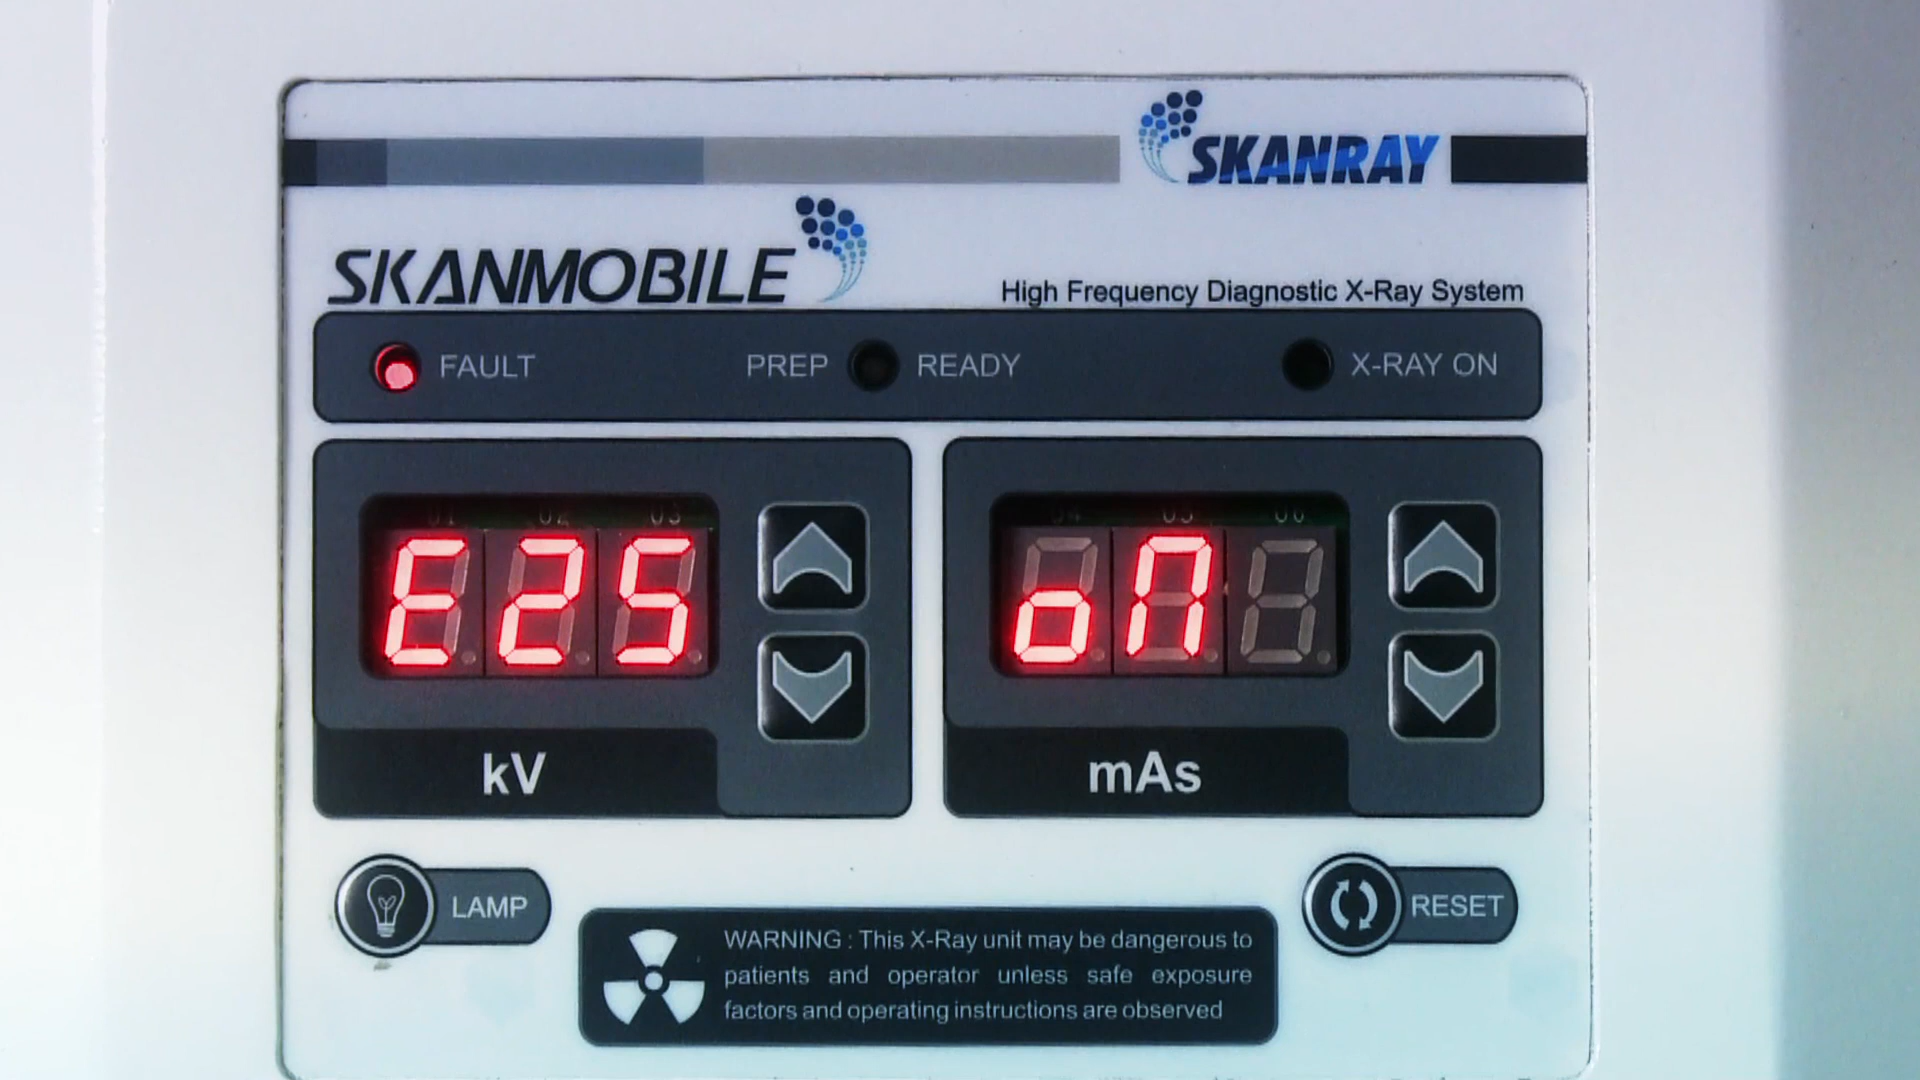 SKANRAY
SKANMOBILE
High Frequency Diagnostic X-Ray System
FAULT PREP READY X-RAY ON
E25 on
kV mAs
LAMP RESET
WARNING : This X-Ray unit may be dangerous to
patients and operator unless safe exposure
factors and operating instructions are observed